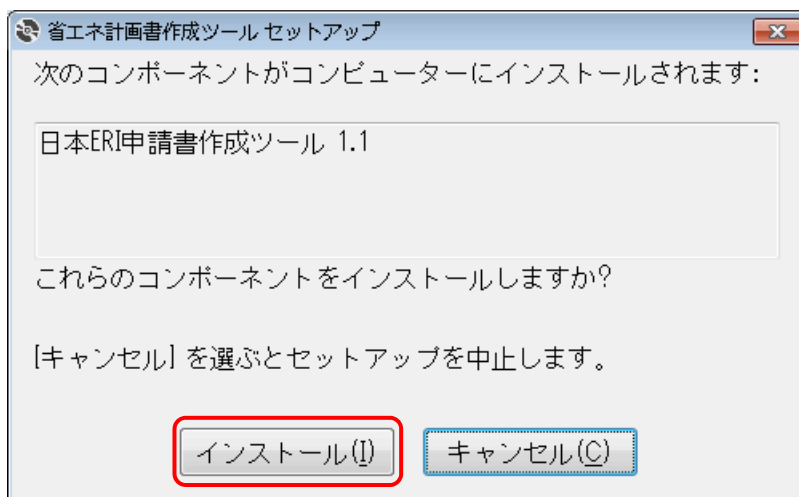 省エネ計画書作成ツール セットアップ
次のコンポーネントがコンピューターにインストールされます:
日本ERI申請書作成ツール 1.1
これらのコンポーネントをインストールしますか?
[キャンセル] を選ぶとセットアップを中止します。
インストール(I) キャンセル(C)